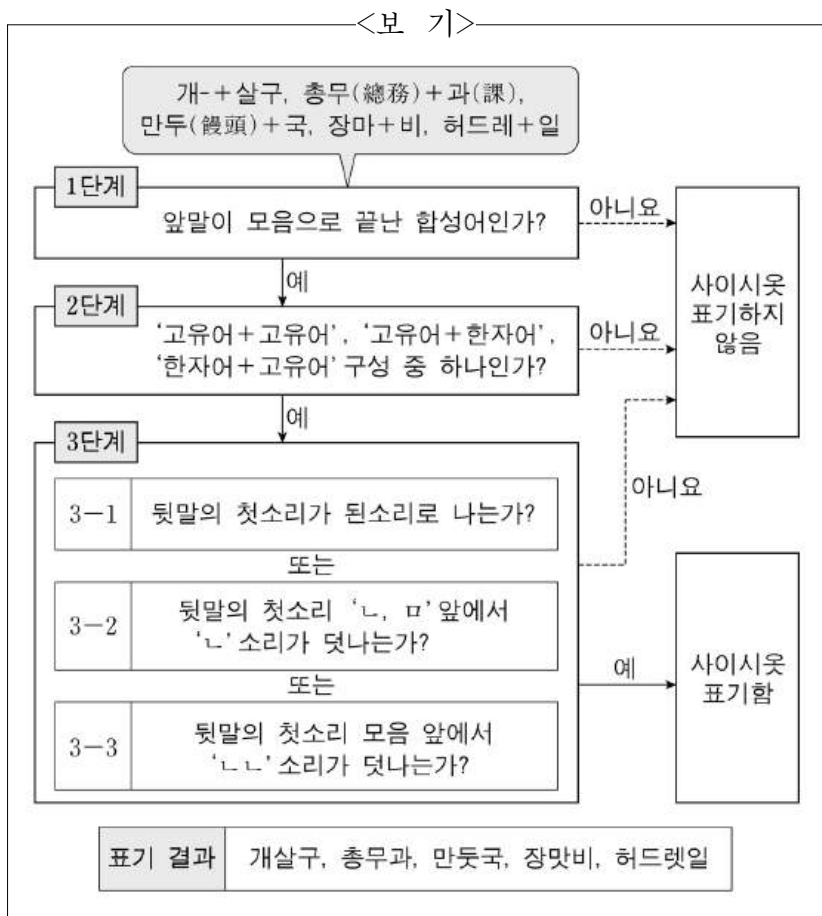 <보 기>
개-+살구, 총무(總務)+과(課),
만두(饅頭)+국, 장마+비, 허드레+일
1단계
앞말이 모음으로 끝난 합성어인가?
아니요
예
2단계
‘고유어+고유어’, ‘고유어+한자어’,
‘한자어+고유어’ 구성 중 하나인가?
아니요
사이시옷
표기하지
않음
예
3단계
3-1 뒷말의 첫소리가 된소리로 나는가?
또는
3-2 뒷말의 첫소리 ‘ㄴ, ㅁ’ 앞에서
‘ㄴ’ 소리가 덧나는가?
또는
3-3 뒷말의 첫소리 모음 앞에서
‘ㄴㄴ’ 소리가 덧나는가?
아니요
예
사이시옷
표기함
표기 결과 개살구, 총무과, 만둣국, 장맛비, 허드렛일